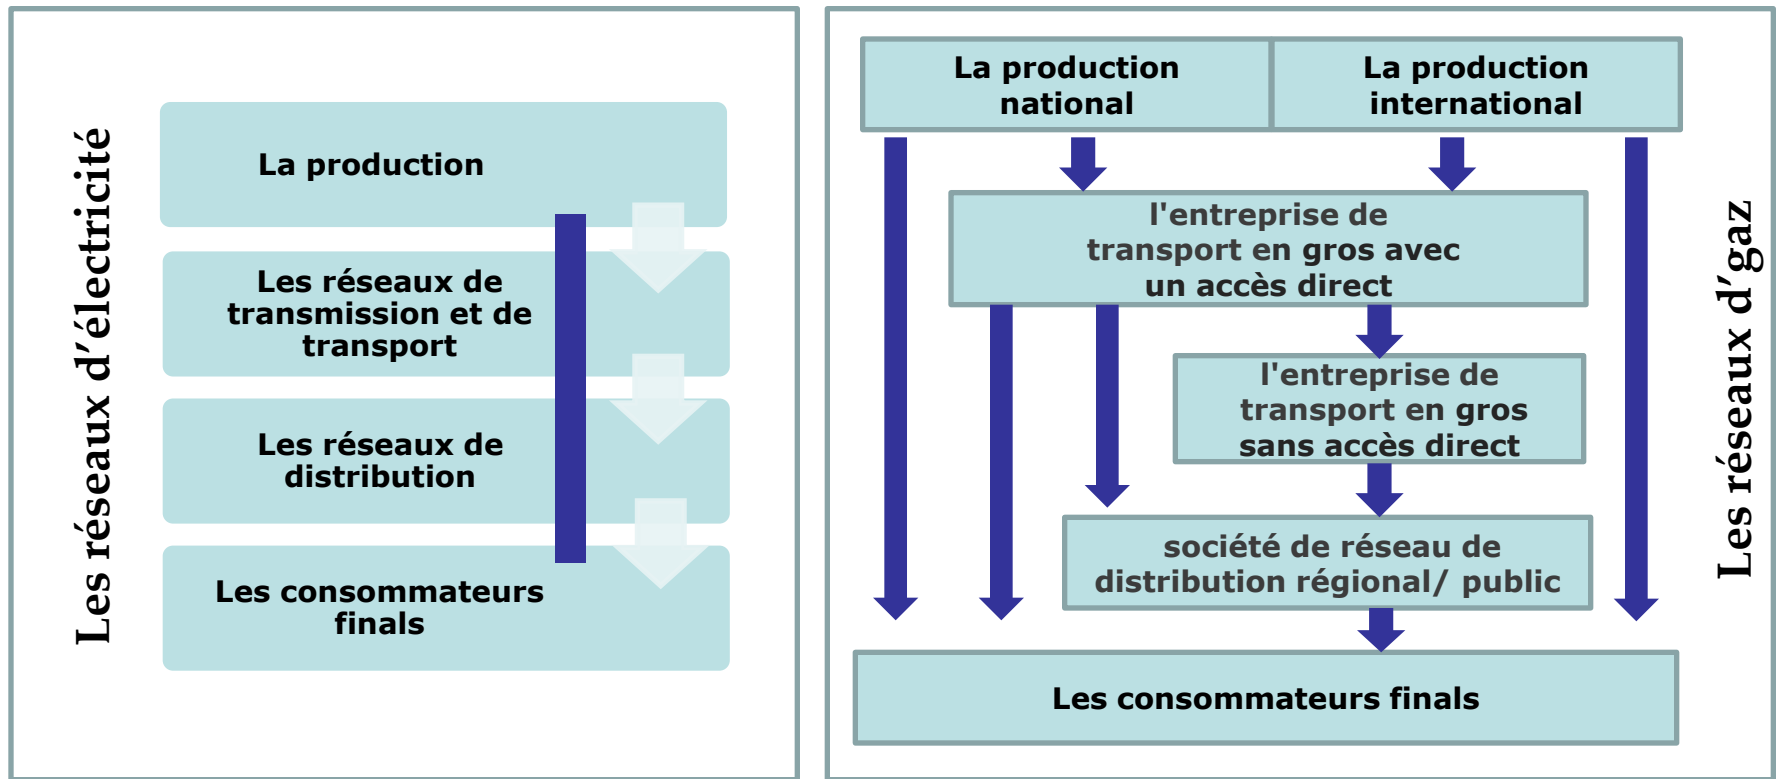 Les réseaux d’électricité
La production
Les réseaux de
transmission et de
transport
Les réseaux de
distribution
Les consommateurs
finals
La production
national
La production
international
l'entreprise de
transport en gros avec
un accès direct
l'entreprise de
transport en gros
sans accès direct
société de réseau de
distribution régional/ public
Les consommateurs finals
Les réseaux d’gaz